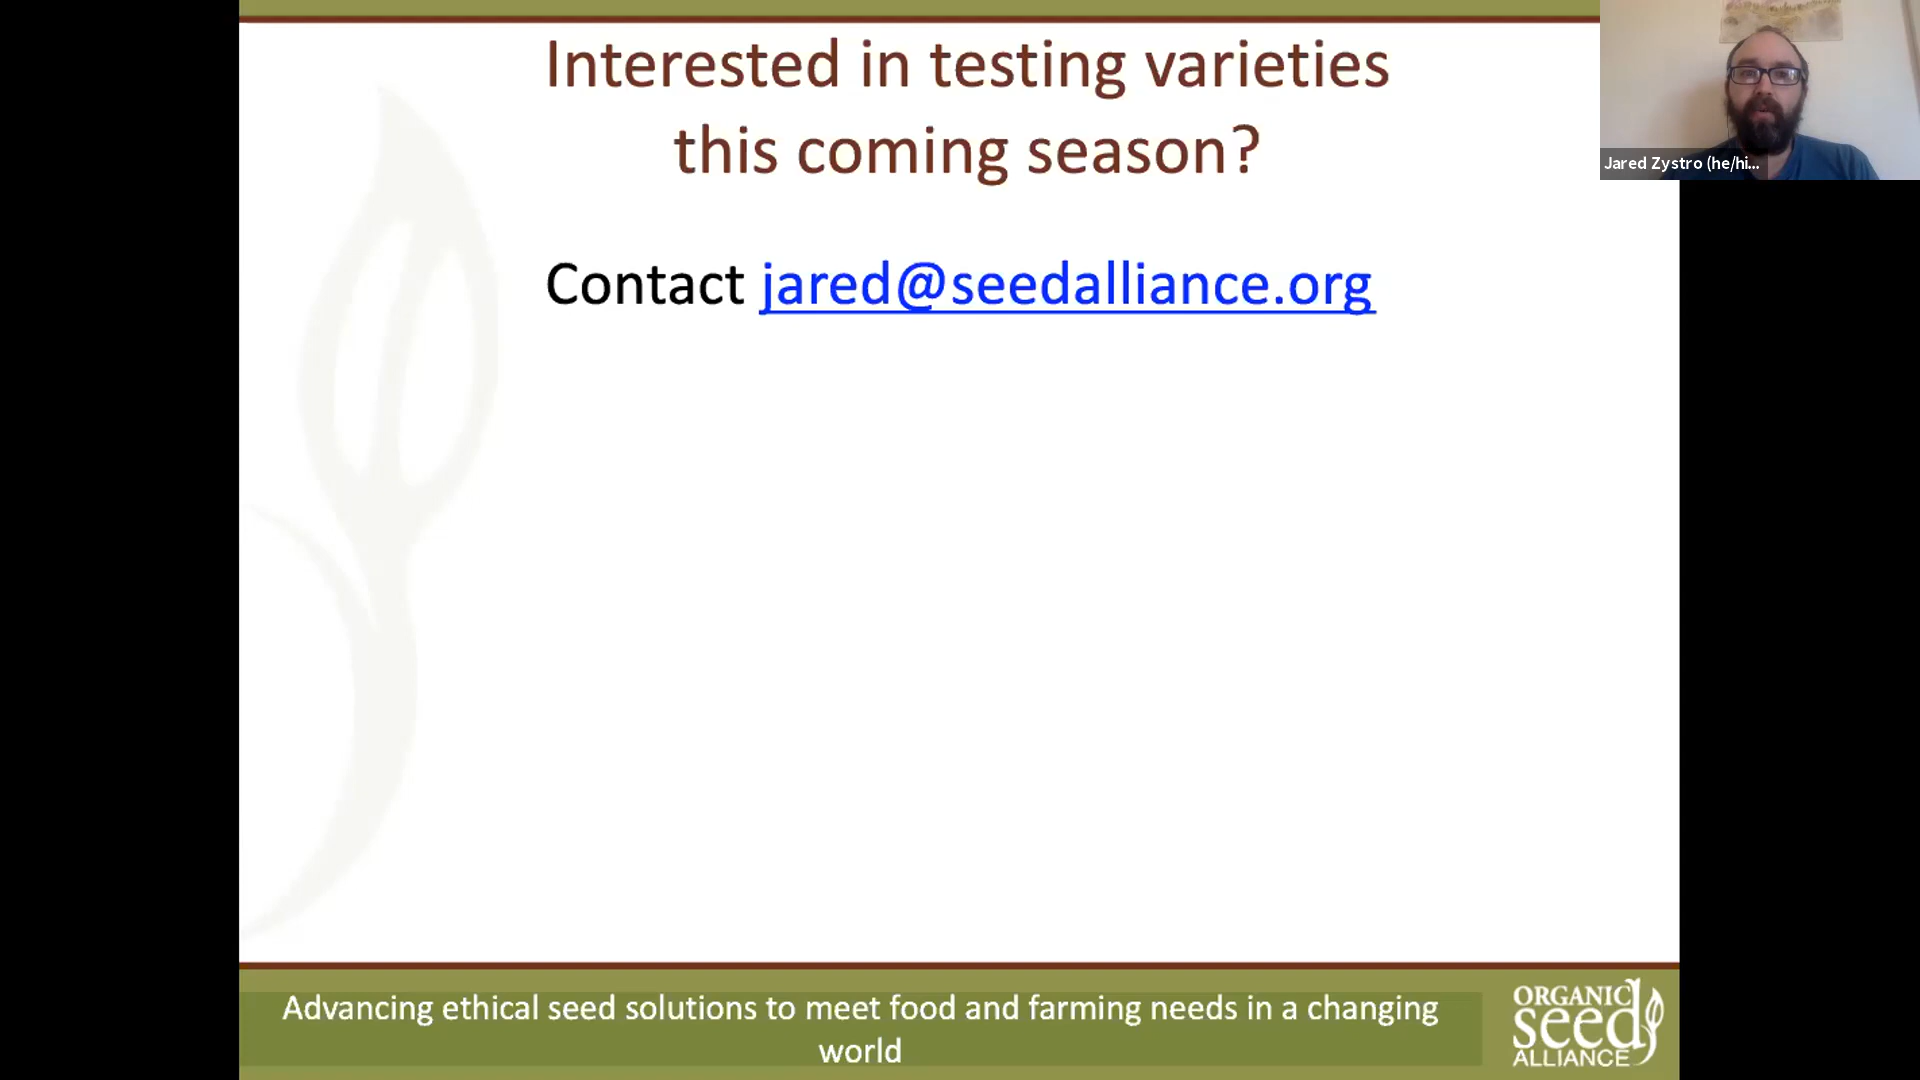 Interested in testing varieties
this coming season?
Jared Zystro (he/hi...
Contact jared@seedalliance.org
Advancing ethical seed solutions to meet food and farming needs in a changing
world
ORGANIC
seed
ALLIANCE